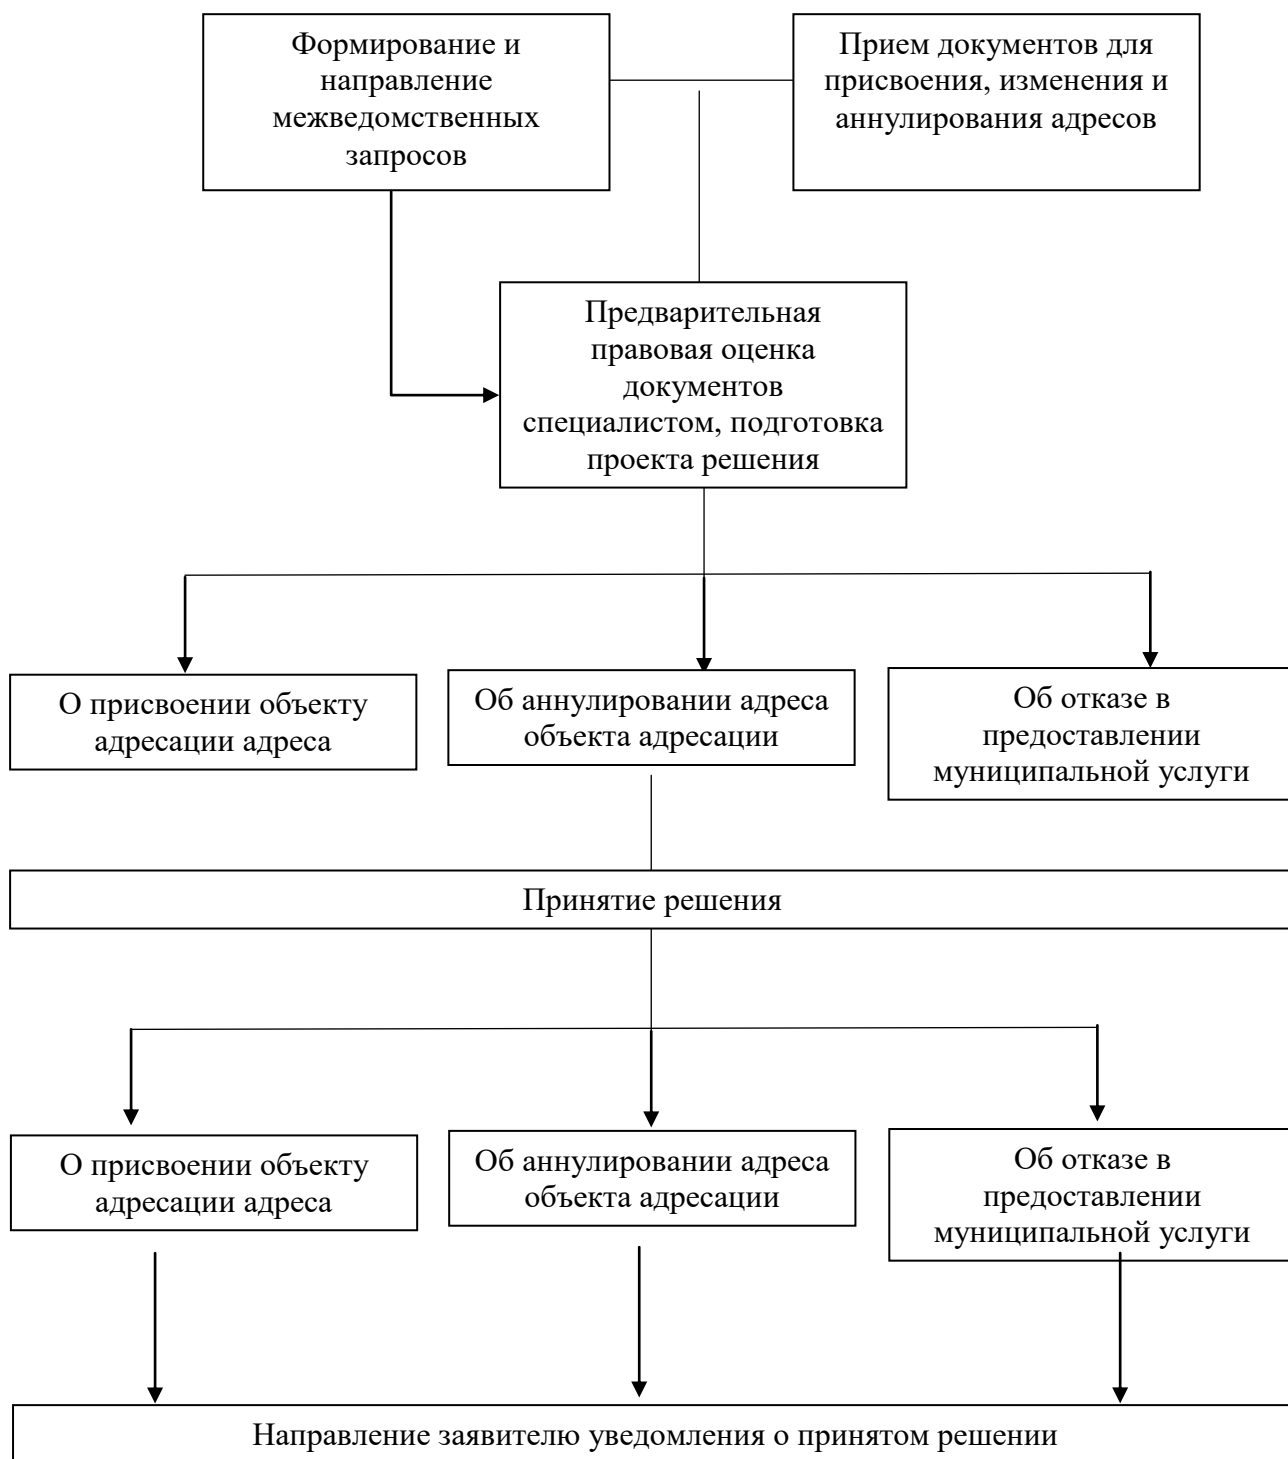 Формирование и
направление
межведомственных
запросов
Прием документов для
присвоения, изменения и
аннулирования адресов
Предварительная
правовая оценка
документов
специалистом, подготовка
проекта решения
О присвоении объекту
адресации адреса
Об аннулировании адреса
объекта адресации
Об отказе в
предоставлении
муниципальной услуги
Принятие решения
О присвоении объекту
адресации адреса
Об аннулировании адреса
объекта адресации
Об отказе в
предоставлении
муниципальной услуги
Направление заявителю уведомления о принятом решении